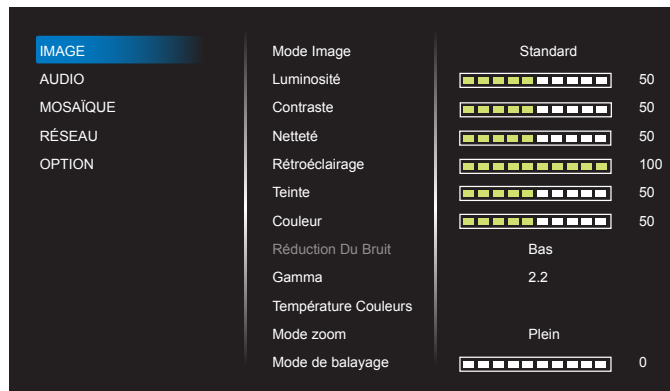 IMAGE Mode Image Standard
AUDIO Luminosité 50
MOSAÏQUE Contraste 50
RÉSEAU Netteté 50
OPTION Rétroéclairage 100
Teinte 50
Couleur 50
Réduction Du Bruit Bas
Gamma 2.2
Température Couleurs
Mode zoom Plein
Mode de balayage 0